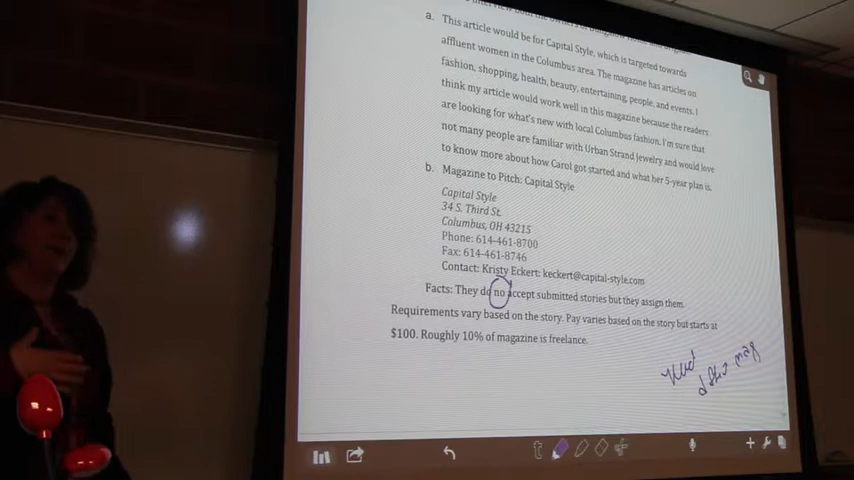 a. This article would be for Capital Style, which is targeted towards
affluent women in the Columbus area. The magazine has articles on
fashion, shopping, health, beauty, entertaining, people, and events. I
think my article would work well in this magazine because the readers
are looking for what's new with local Columbus fashion. I'm sure that
not many people are familiar with Urban Strand Jewelry and would love
to know more about how Carol got started and what her 5-year plan is.
b. Magazine to Pitch: Capital Style
Capital Style
34 S. Third St.
Columbus, OH 43215
Phone: 614-461-8700
Fax: 614-461-8746
Contact: Kristy Eckert: keckert@capital-style.com
Facts: They do no accept submitted stories but they assign them.
Requirements vary based on the story. Pay varies based on the story but starts at
$100. Roughly 10% of magazine is freelance.
mag